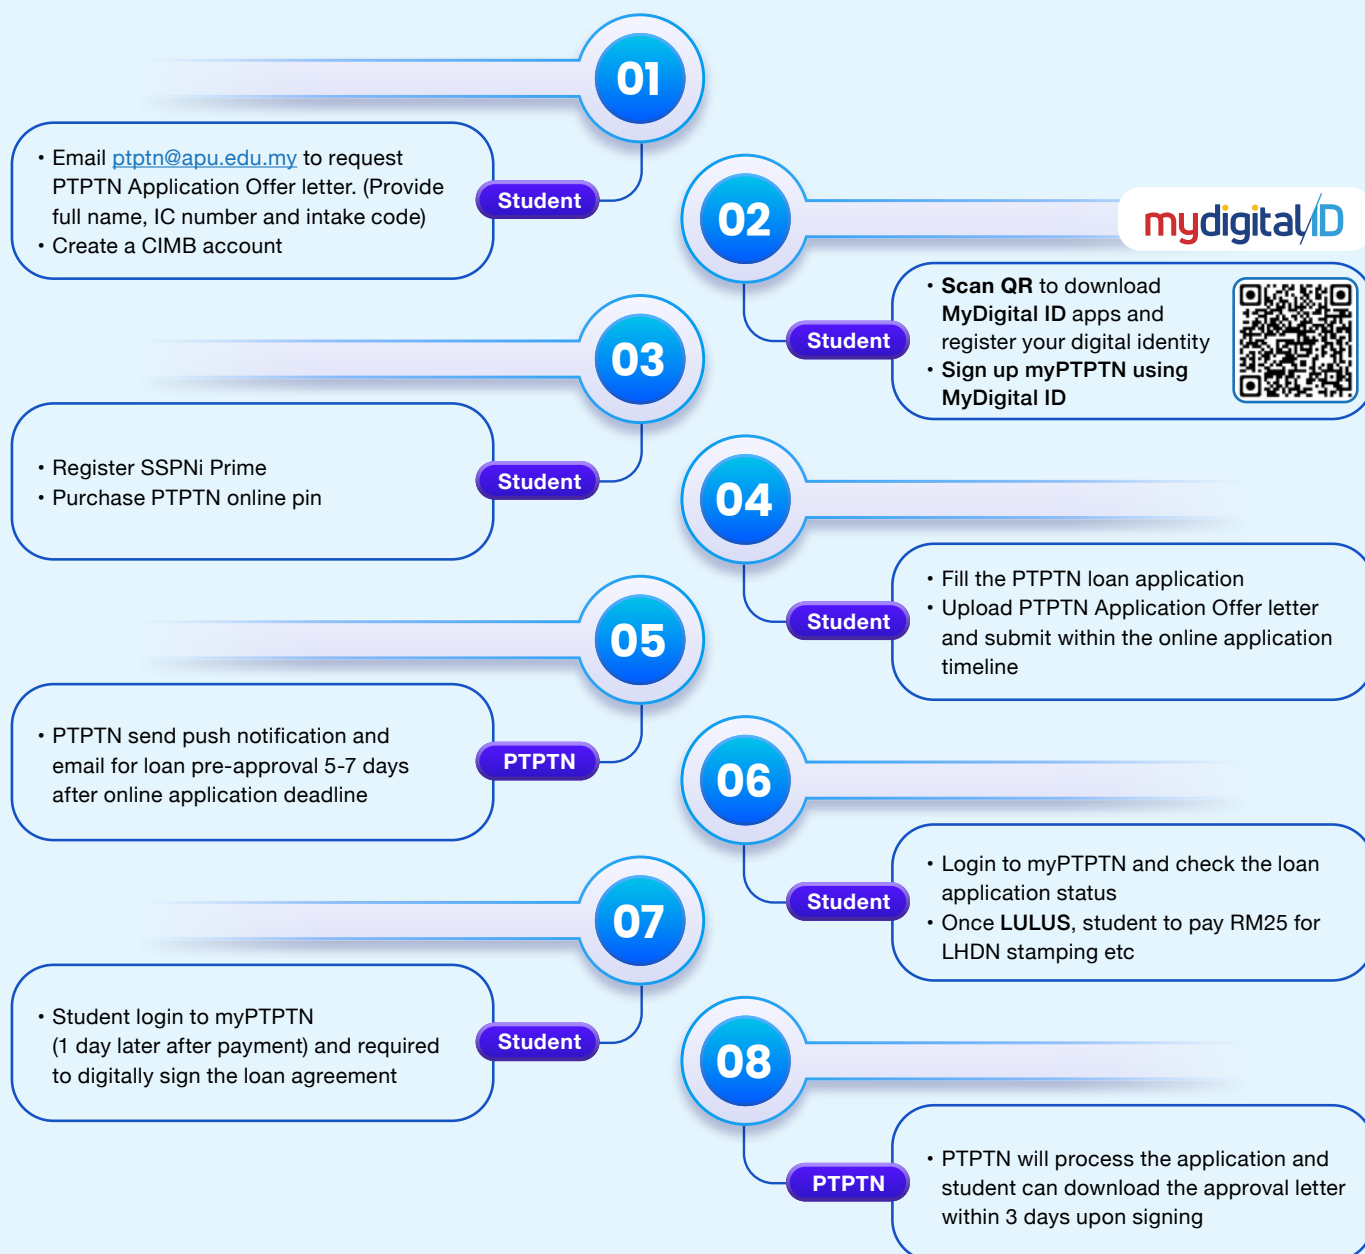 01
• Email ptptn@apu.edu.my to request
PTPTN Application Offer letter. (Provide
full name, IC number and intake code)
• Create a CIMB account
Student
02
mydigital ID
• Scan QR to download
MyDigital ID apps and
register your digital identity
• Sign up myPTPTN using
MyDigital ID
Student
03
• Register SSPNi Prime
• Purchase PTPTN online pin
Student
04
• Fill the PTPTN loan application
• Upload PTPTN Application Offer letter
and submit within the online application
timeline
Student
05
• PTPTN send push notification and
email for loan pre-approval 5-7 days
after online application deadline
PTPTN
06
• Login to myPTPTN and check the loan
application status
• Once LULUS, student to pay RM25 for
LHDN stamping etc
Student
07
• Student login to myPTPTN
(1 day later after payment) and required
to digitally sign the loan agreement
Student
08
• PTPTN will process the application and
student can download the approval letter
within 3 days upon signing
PTPTN